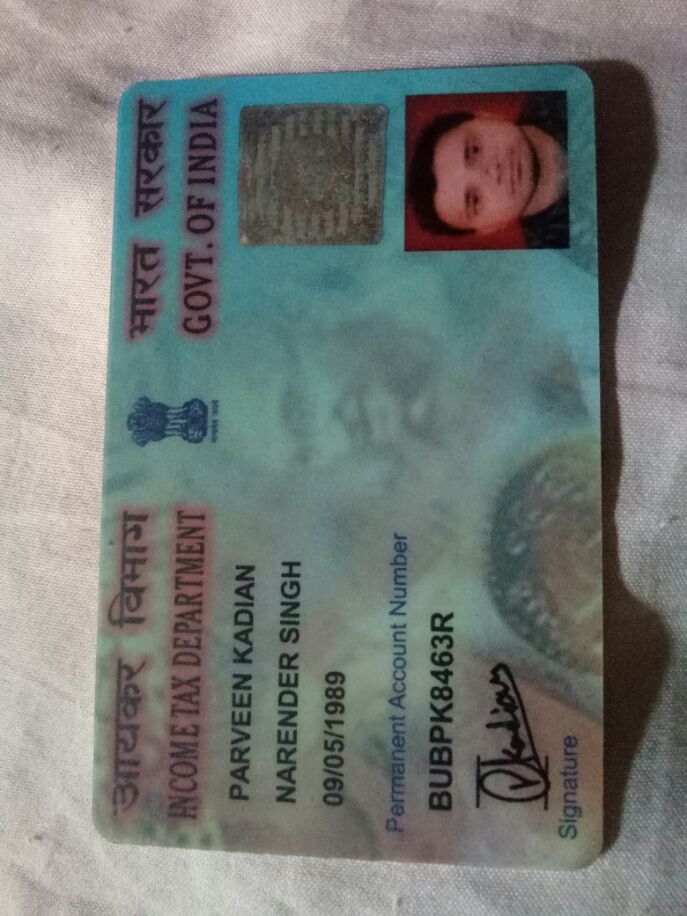 आयकर विभाग भारत सरकार
INCOME TAX DEPARTMENT GOVT. OF INDIA
सत्यमेव जयते
PARVEEN KADIAN
NARENDER SINGH
09/05/1989
Permanent Account Number
BUBPK8463R
PKadian
Signature